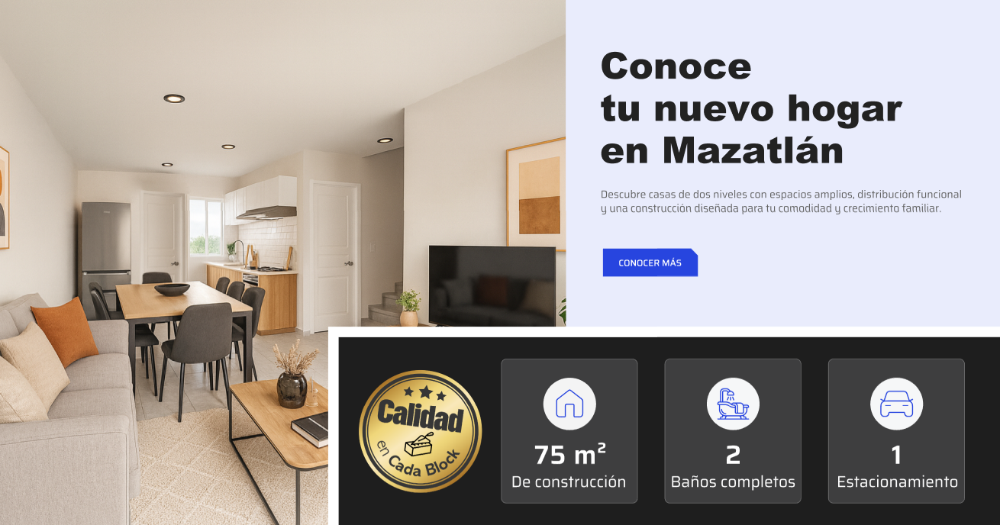 Conoce
tu nuevo hogar
en Mazatlán
Descubre casas de dos niveles con espacios amplios, distribución funcional
y una construcción diseñada para tu comodidad y crecimiento familiar.
CONOCER MÁS
Calidad
en Cada Block
75 m²
De construcción
2
Baños completos
1
Estacionamiento